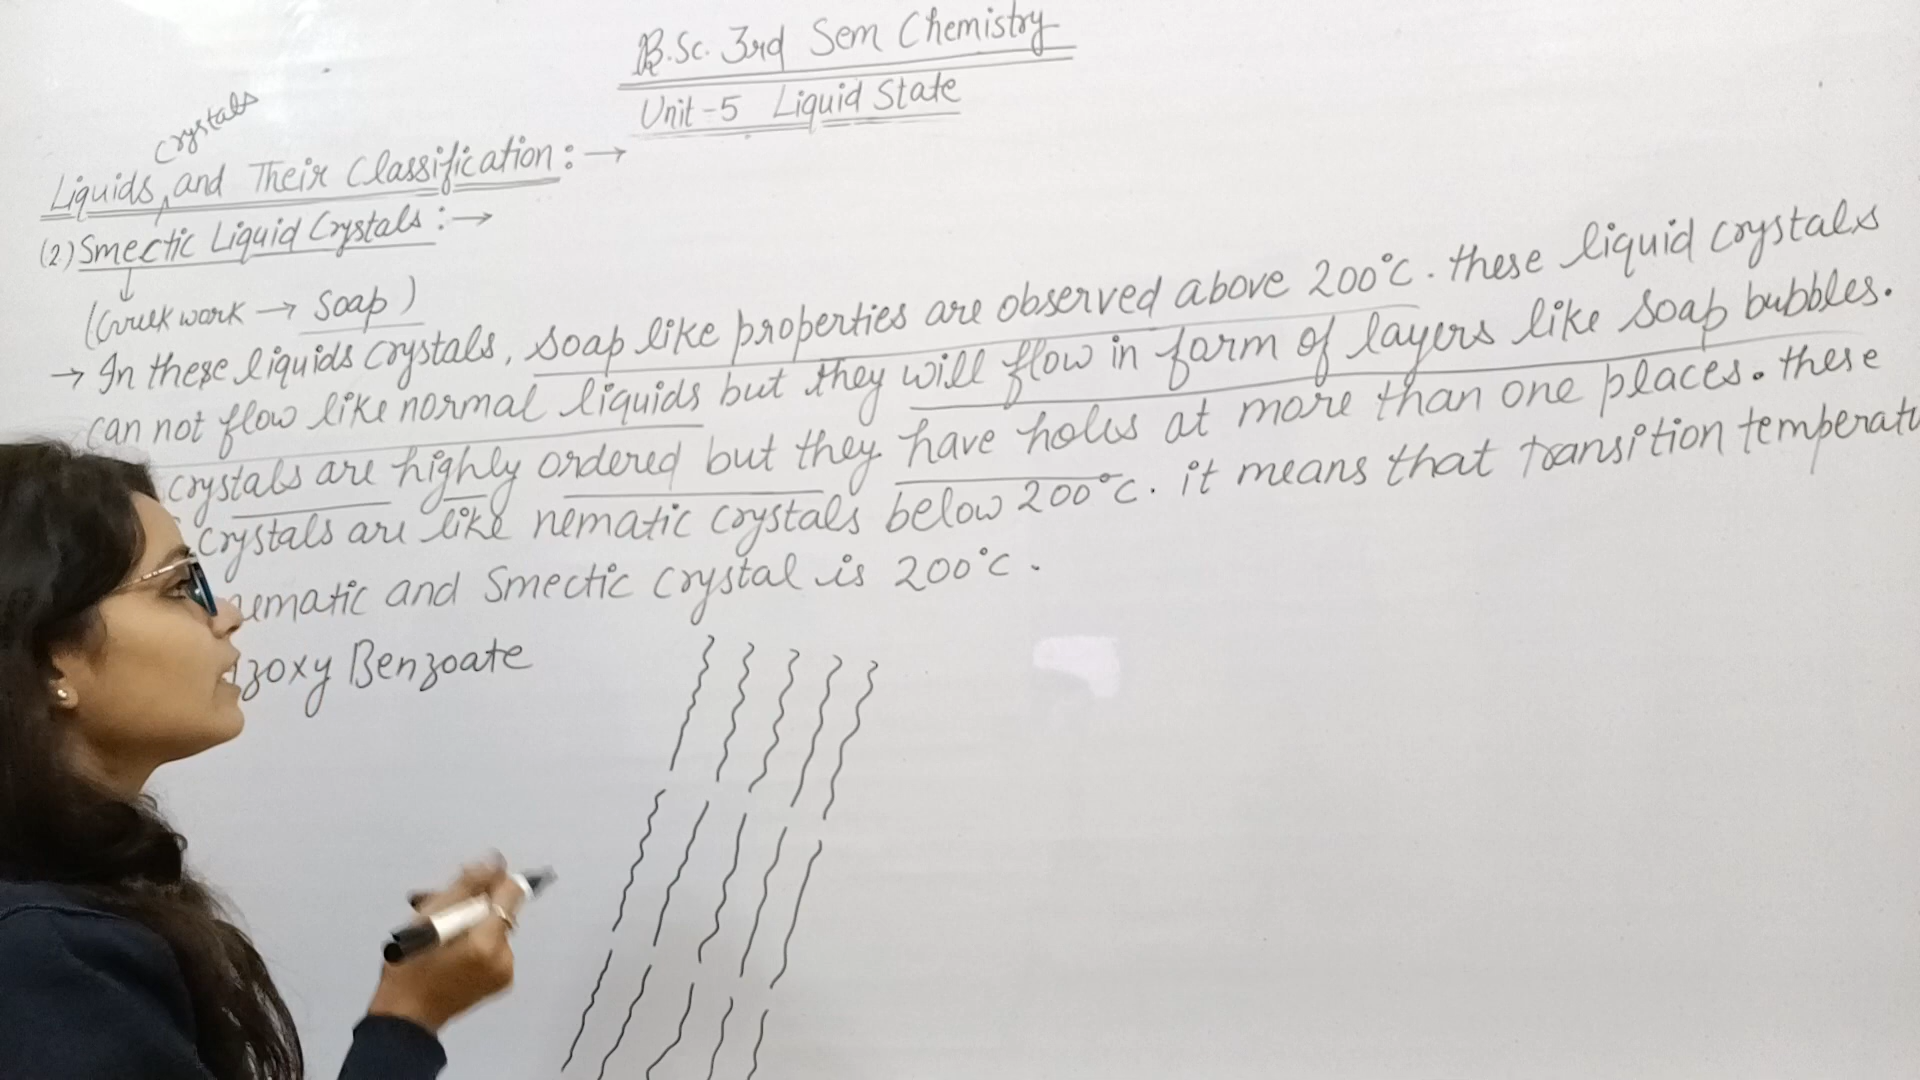 B.Sc. 3rd Sem Chemistry
Unit-5 Liquid State
crystals
Liquids, and Their Classification :→
(2) Smectic Liquid Crystals :→
(Greek work → Soap)
→ In these liquids crystals, soap like properties are observed above 200°C. these liquid crystals
can not flow like normal liquids but they will flow in form of layers like soap bubbles.
crystals are highly ordered but they have holes at more than one places. these
crystals are like nematic crystals below 200°C. it means that transition temperatu
nematic and Smectic crystal is 200°C.
Azoxy Benzoate